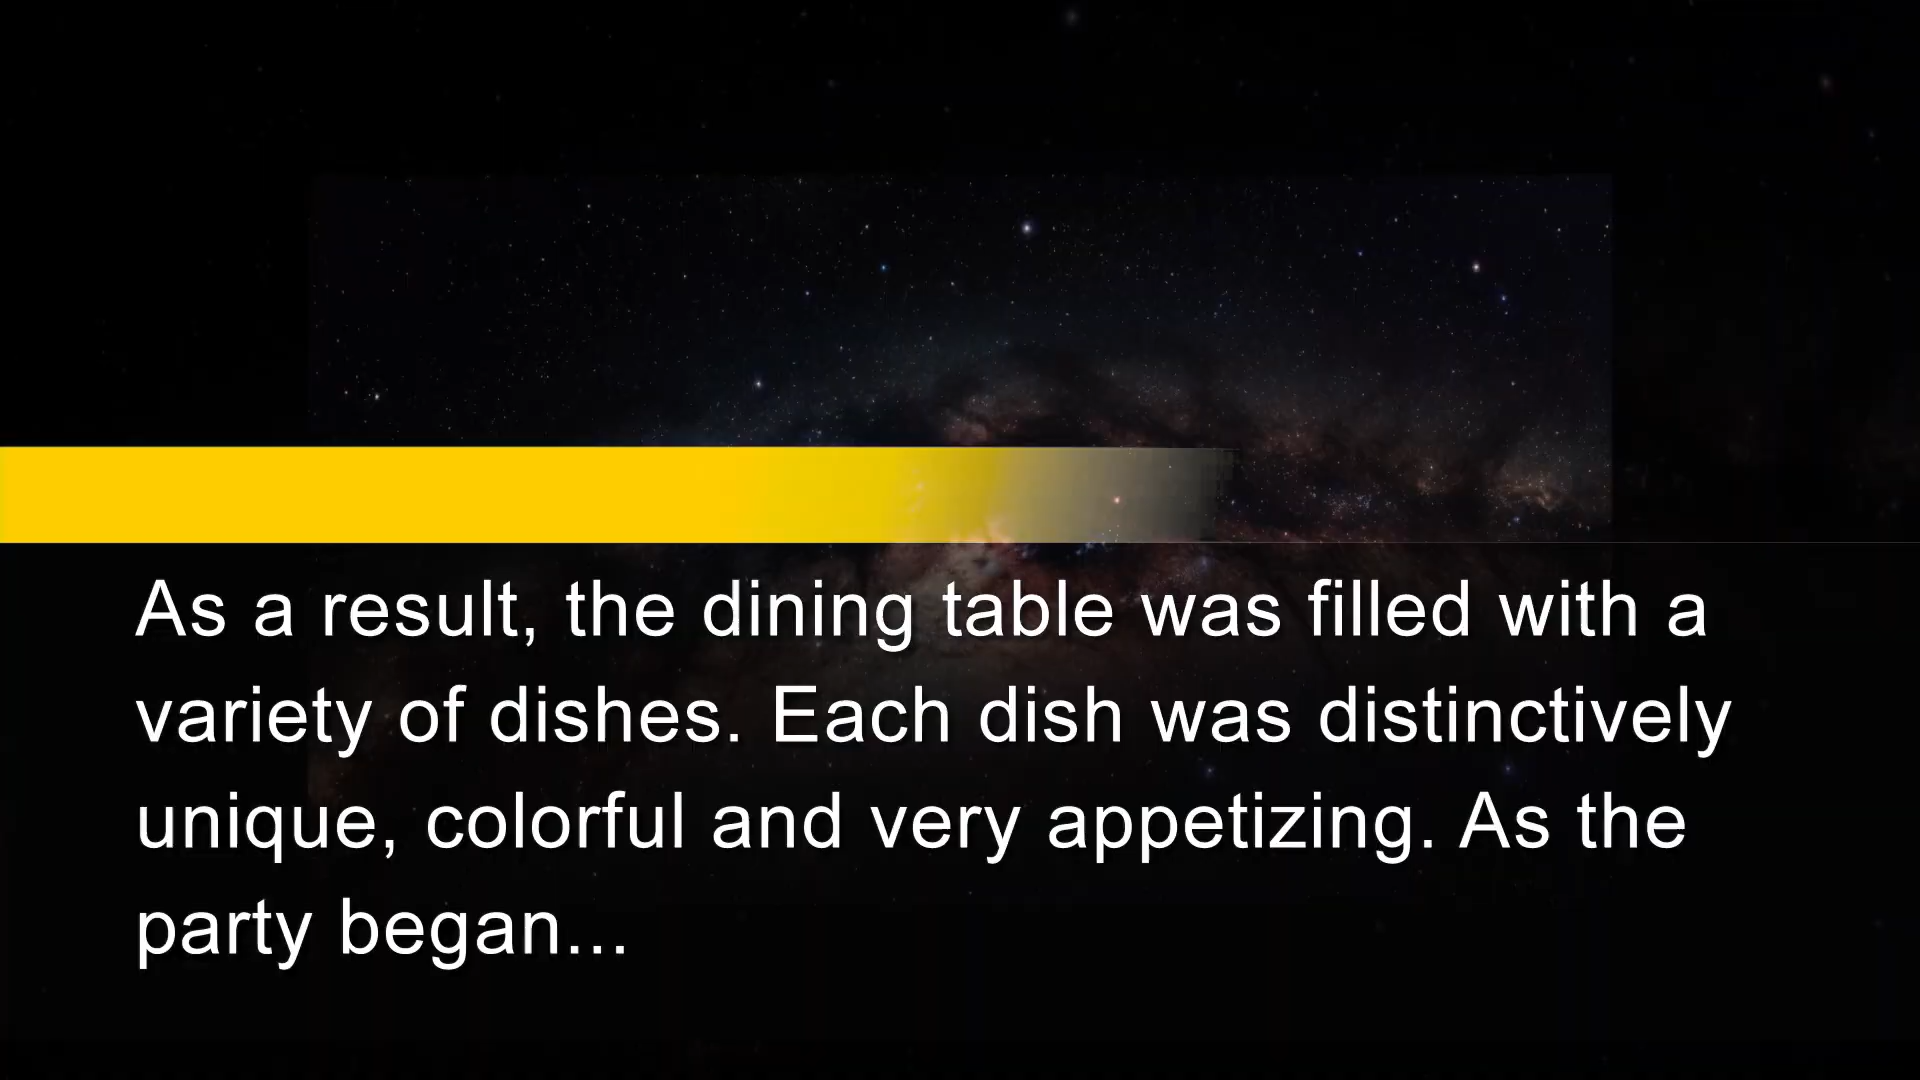 As a result, the dining table was filled with a
variety of dishes. Each dish was distinctively
unique, colorful and very appetizing. As the
party began...